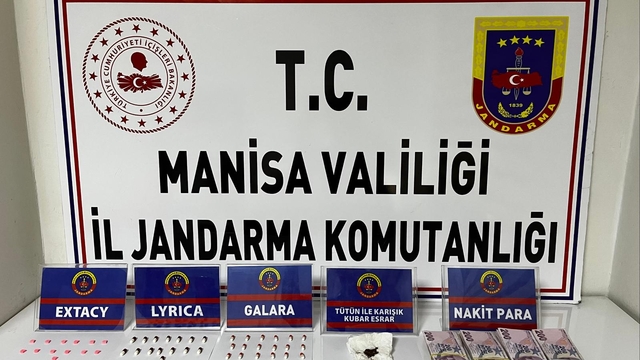 TÜRKİYE CUMHURİYETİ İÇİŞLERİ BAKANLIĞI
T.C.
1839
JANDARMA
MANİSA VALİLİĞİ
İL JANDARMA KOMUTANLIĞI
EXTACY
LYRICA
GALARA
TÜTÜN İLE KARIŞIK
KUBAR ESRAR
NAKİT PARA